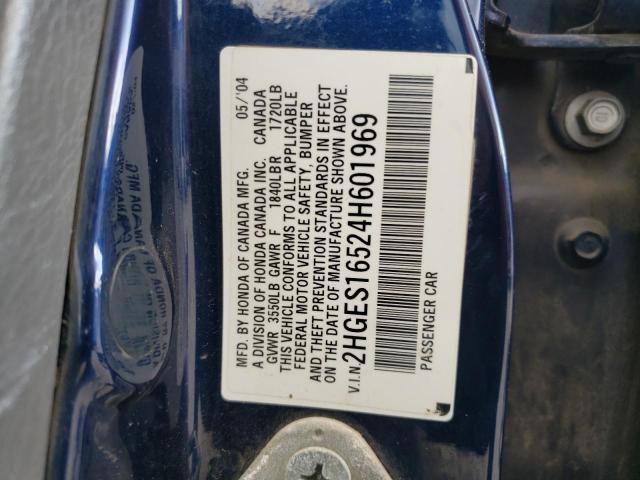 MFD. BY HONDA OF CANADA MFG. 05/'04
A DIVISION OF HONDA CANADA INC. CANADA
GVWR 3550LB GAWR F 1840LBR 1720LB
THIS VEHICLE CONFORMS TO ALL APPLICABLE
FEDERAL MOTOR VEHICLE SAFETY, BUMPER
AND THEFT PREVENTION STANDARDS IN EFFECT
ON THE DATE OF MANUFACTURE SHOWN ABOVE.
V.I.N 2HGES16524H601969
PASSENGER CAR